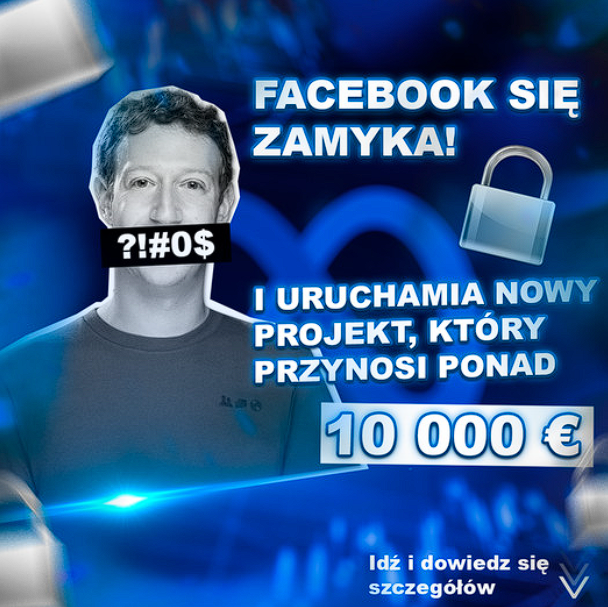 FACEBOOK SIĘ
ZAMYKA!
?!#0$
I URUCHAMIA NOWY
PROJEKT, KTÓRY
PRZYNOSI PONAD
10 000 €
Idź i dowiedz się
szczegółów